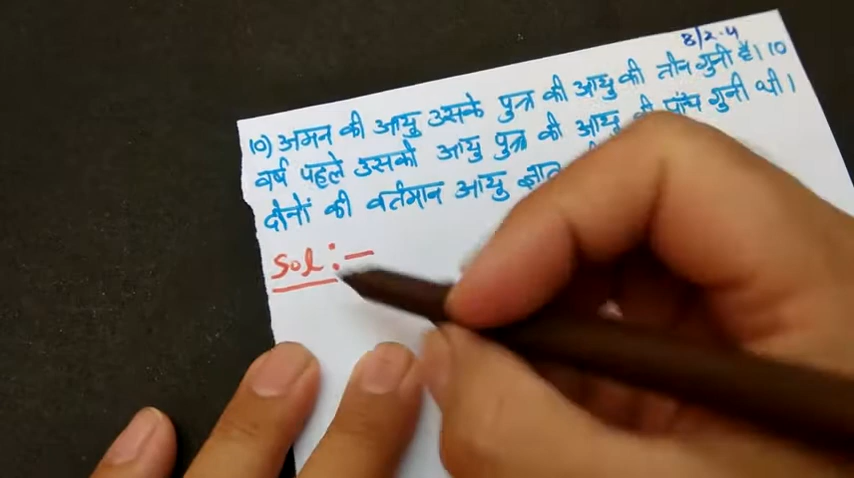 8/2.4
10) अमन की आयु उसके पुत्र की आयु की तीन गुनी है। 10
वर्ष पहले उसकी आयु पुत्र की आयु की पाँच गुनी थी।
दोनों की वर्तमान आयु ज्ञात
Sol:-